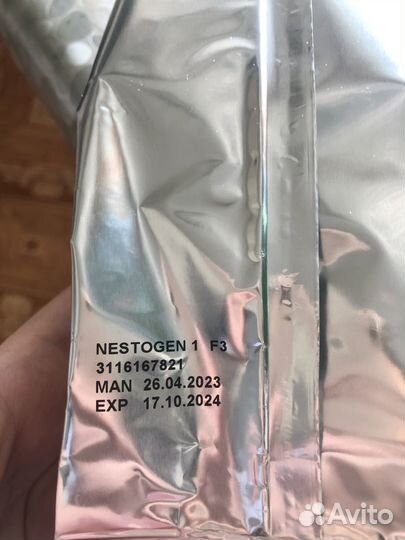 NESTOGEN 1 F3
3116167821
MAN 26.04.2023
EXP 17.10.2024
Avito